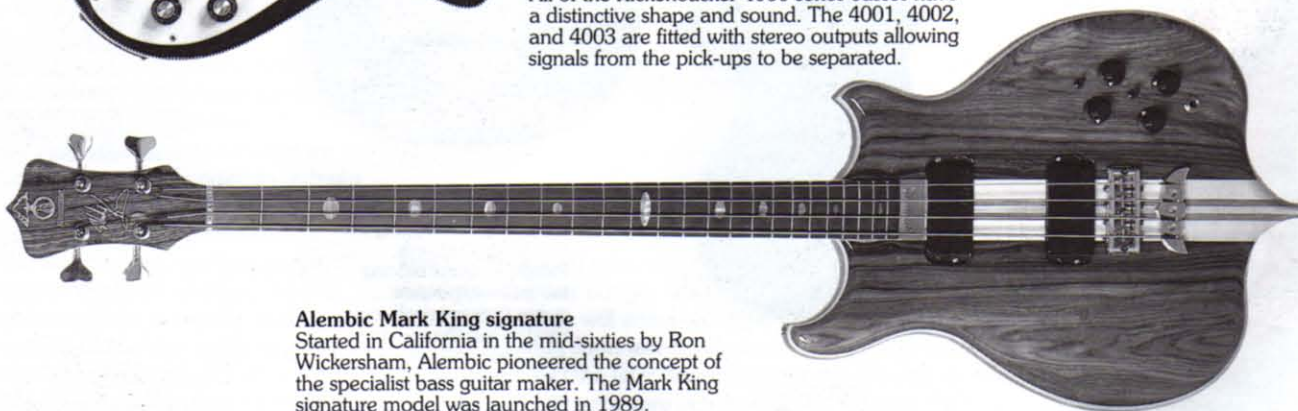 a distinctive shape and sound. The 4001, 4002,
and 4003 are fitted with stereo outputs allowing
signals from the pick-ups to be separated.
Alembic Mark King signature
Started in California in the mid-sixties by Ron
Wickersham, Alembic pioneered the concept of
the specialist bass guitar maker. The Mark King
signature model was launched in 1989.